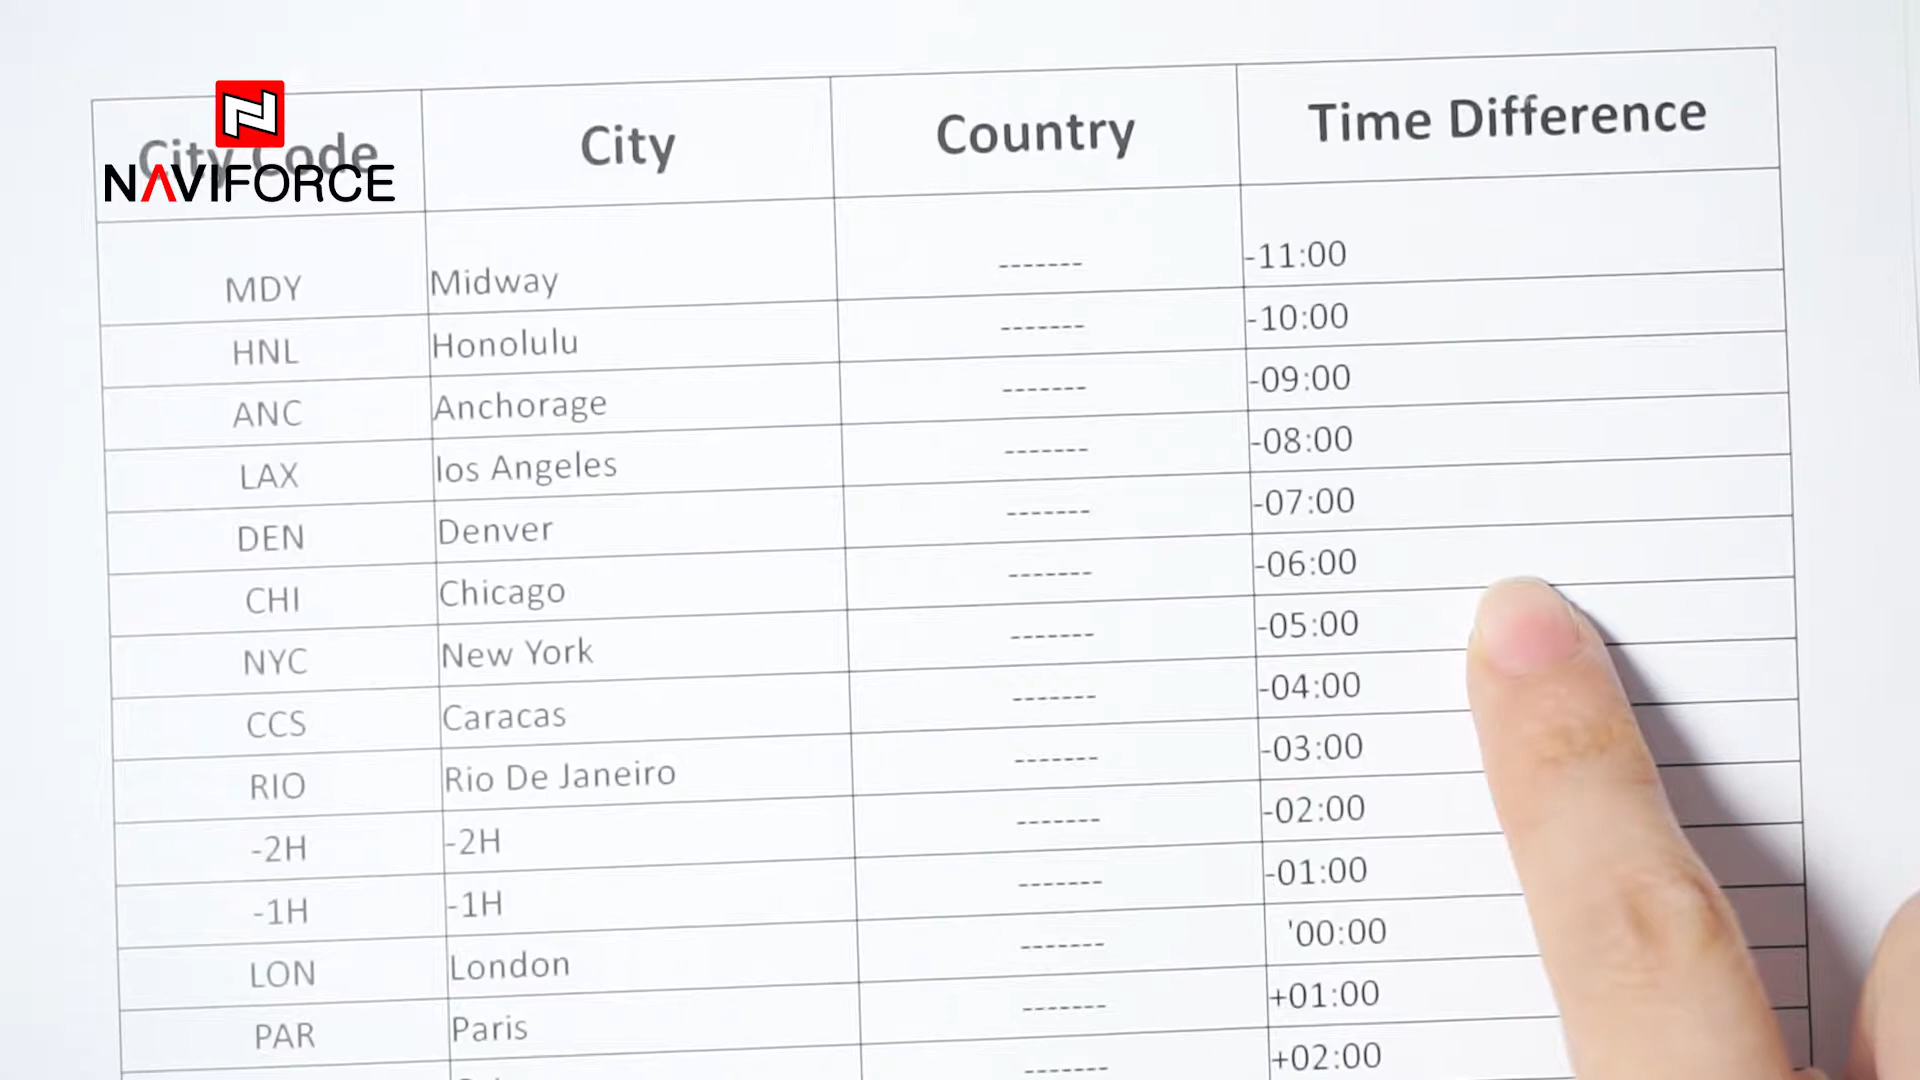 NAVIFORCE
City Code City Country Time Difference
MDY Midway ------- -11:00
HNL Honolulu ------- -10:00
ANC Anchorage ------- -09:00
LAX los Angeles ------- -08:00
DEN Denver ------- -07:00
CHI Chicago ------- -06:00
NYC New York ------- -05:00
CCS Caracas ------- -04:00
RIO Rio De Janeiro ------- -03:00
-2H -2H ------- -02:00
-1H -1H ------- -01:00
LON London ------- '00:00
PAR Paris ------- +01:00
------- +02:00